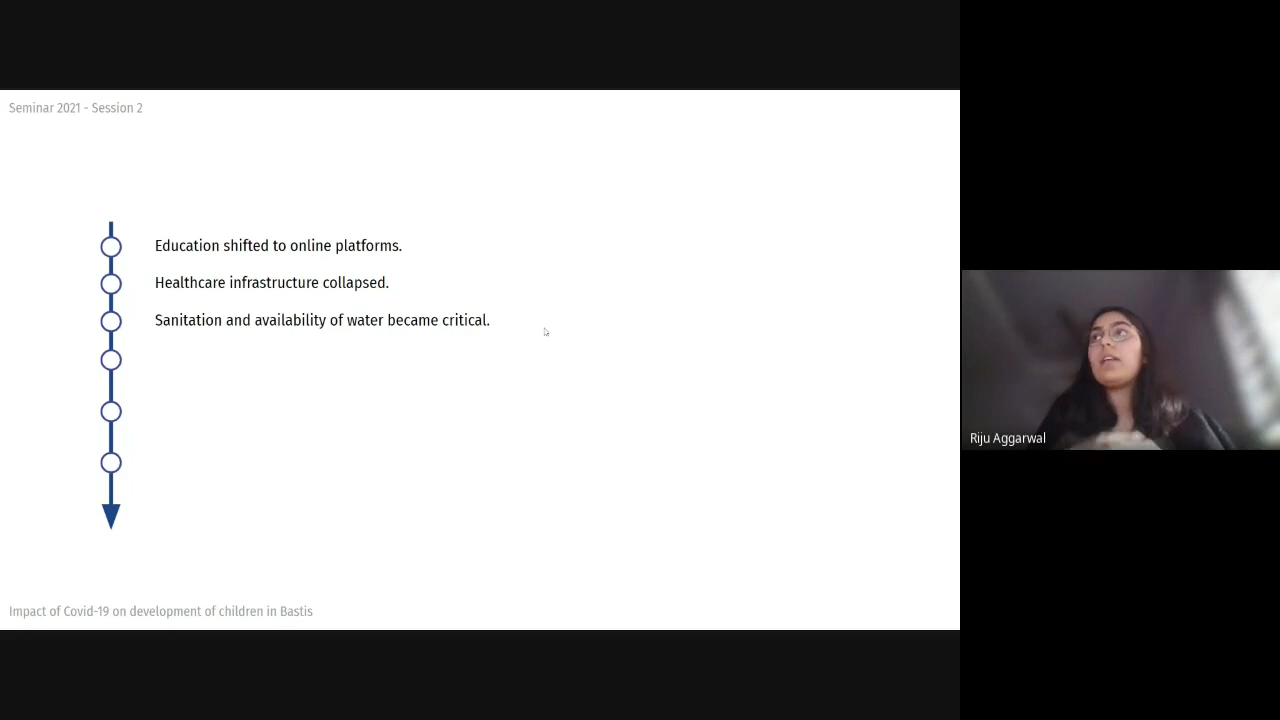 Seminar 2021 - Session 2
Education shifted to online platforms.
Healthcare infrastructure collapsed.
Sanitation and availability of water became critical.
Riju Aggarwal
Impact of Covid-19 on development of children in Bastis